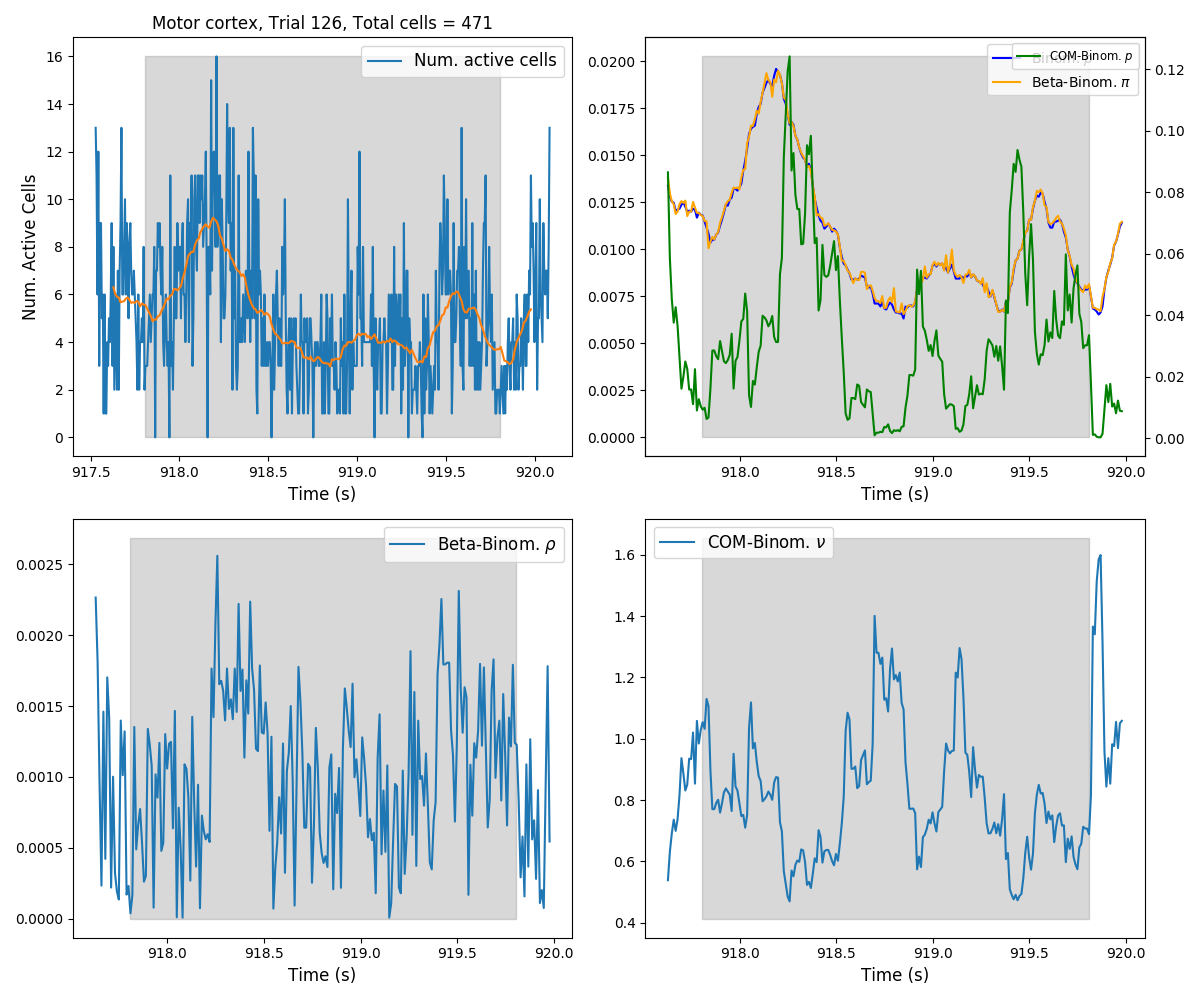 Motor cortex, Trial 126, Total cells = 471
Num. active cells
Num. Active Cells
16
14
12
10
8
6
4
2
0
917.5 918.0 918.5 919.0 919.5 920.0
Time (s)
COM-Binom. p
Binom. p
Beta-Binom. π
0.0200
0.0175
0.0150
0.0125
0.0100
0.0075
0.0050
0.0025
0.0000
0.12
0.10
0.08
0.06
0.04
0.02
0.00
918.0 918.5 919.0 919.5 920.0
Time (s)
Beta-Binom. ρ
0.0025
0.0020
0.0015
0.0010
0.0005
0.0000
918.0 918.5 919.0 919.5 920.0
Time (s)
COM-Binom. ν
1.6
1.4
1.2
1.0
0.8
0.6
0.4
918.0 918.5 919.0 919.5 920.0
Time (s)